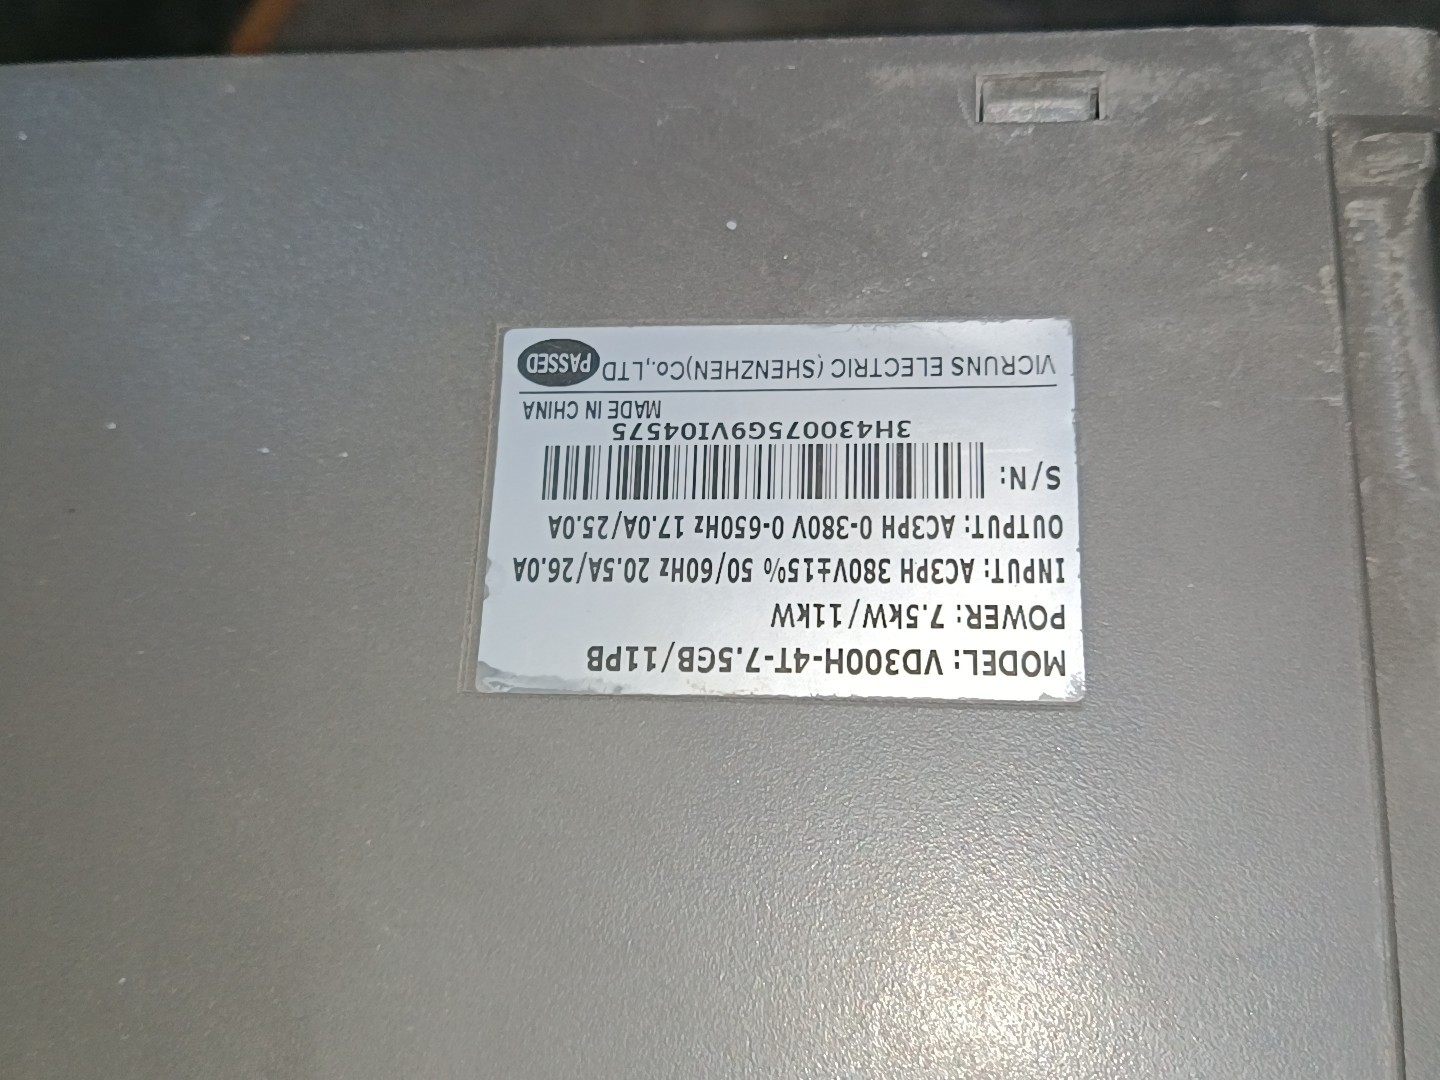 MODEL: VD300H-4T-7.5GB/11PB
POWER: 7.5kW/11kW
INPUT: AC3PH 380V±15% 50/60Hz 20.5A/26.0A
OUTPUT: AC3PH 0-380V 0-650Hz 17.0A/25.0A
S/N:
3H430075G9VI04575
MADE IN CHINA
VICRUNS ELECTRIC (SHENZHEN)Co.,LTD PASSED